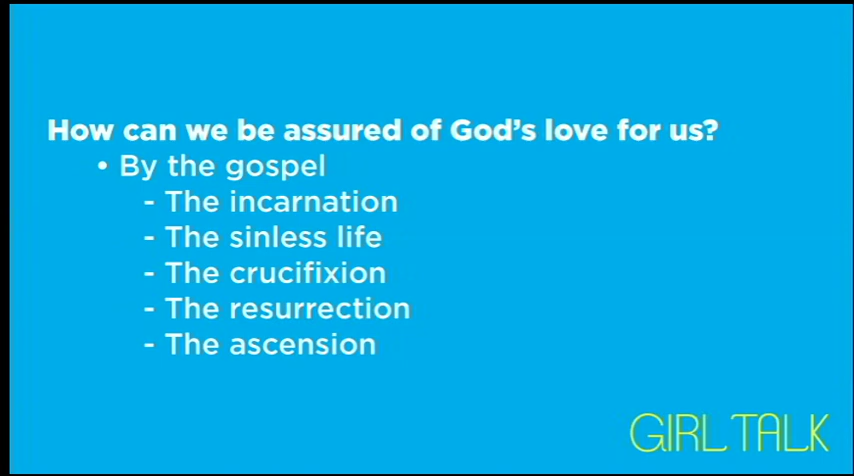 How can we be assured of God's love for us?
• By the gospel
- The incarnation
- The sinless life
- The crucifixion
- The resurrection
- The ascension
GIRL TALK